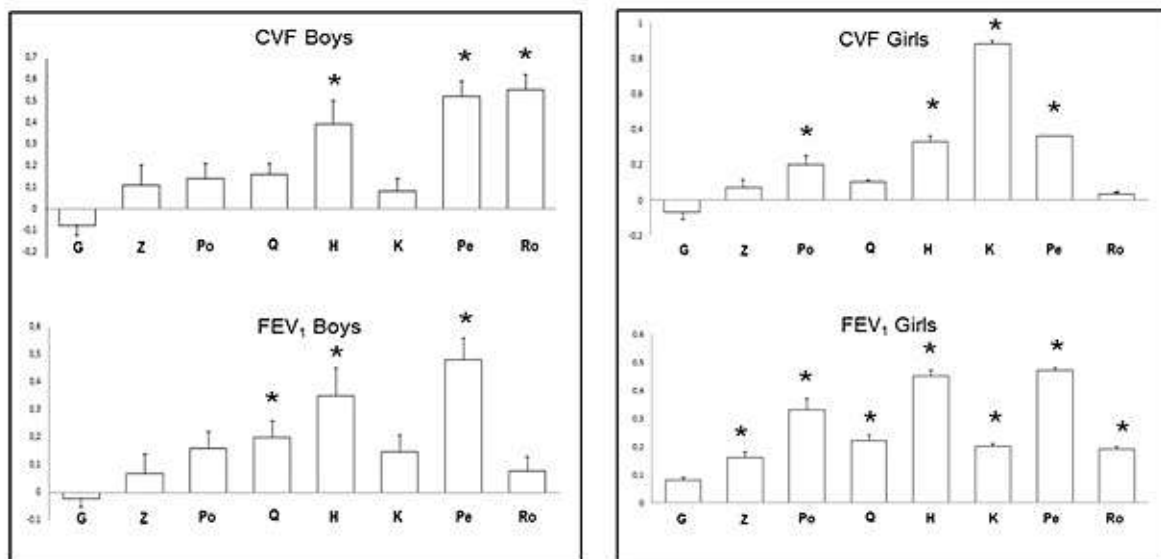 CVF Boys
0,7
0,6
0,5
0,4
0,3
0,2
0,1
0
-0,1
-0,2
* * *
G Z Po Q H K Pe Ro
CVF Girls
1
0,8
0,6
0,4
0,2
0
-0,2
* * * *
G Z Po Q H K Pe Ro
FEV₁ Boys
0,6
0,5
0,4
0,3
0,2
0,1
0
-0,1
* * *
G Z Po Q H K Pe Ro
FEV₁ Girls
0,6
0,5
0,4
0,3
0,2
0,1
0
* * * * * * *
G Z Po Q H K Pe Ro